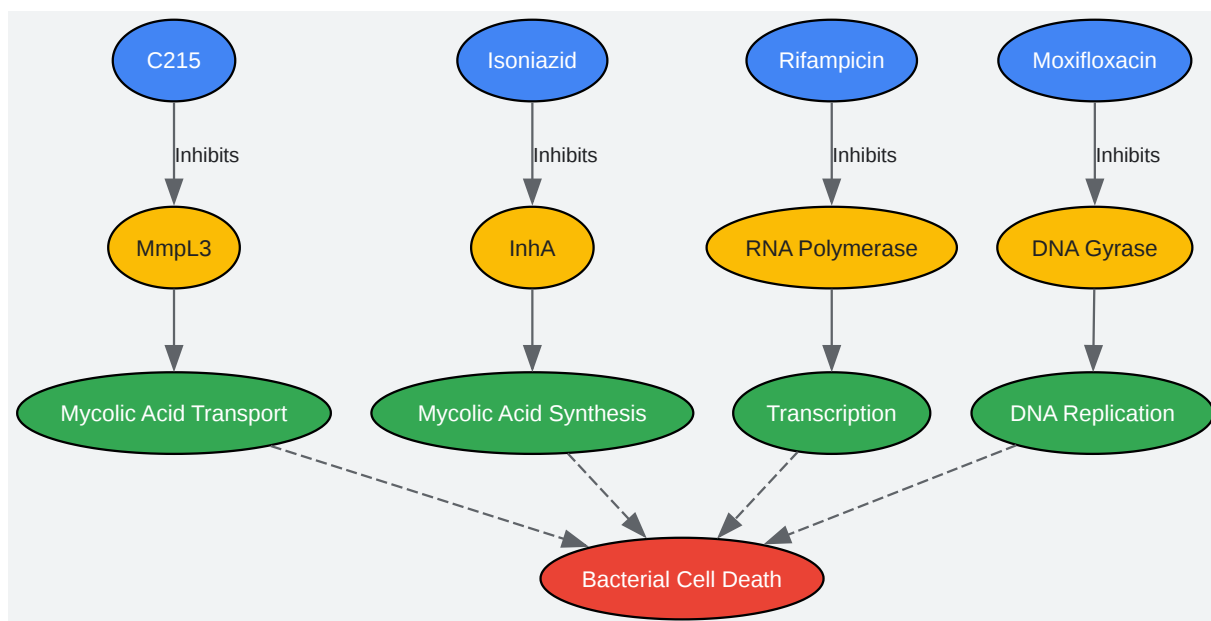 C215
Isoniazid
Rifampicin
Moxifloxacin
Inhibits
Inhibits
Inhibits
Inhibits
MmpL3
InhA
RNA Polymerase
DNA Gyrase
Mycolic Acid Transport
Mycolic Acid Synthesis
Transcription
DNA Replication
Bacterial Cell Death